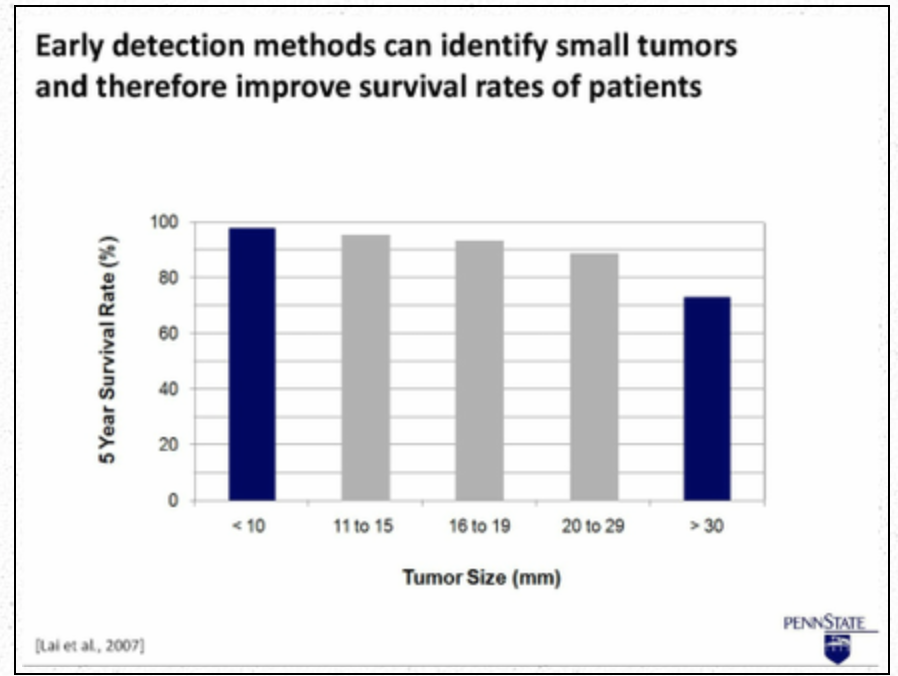 Early detection methods can identify small tumors
and therefore improve survival rates of patients
100
80
60
40
20
0
5 Year Survival Rate (%)
< 10
11 to 15
16 to 19
20 to 29
> 30
Tumor Size (mm)
[Lai et al., 2007]
PENNSTATE